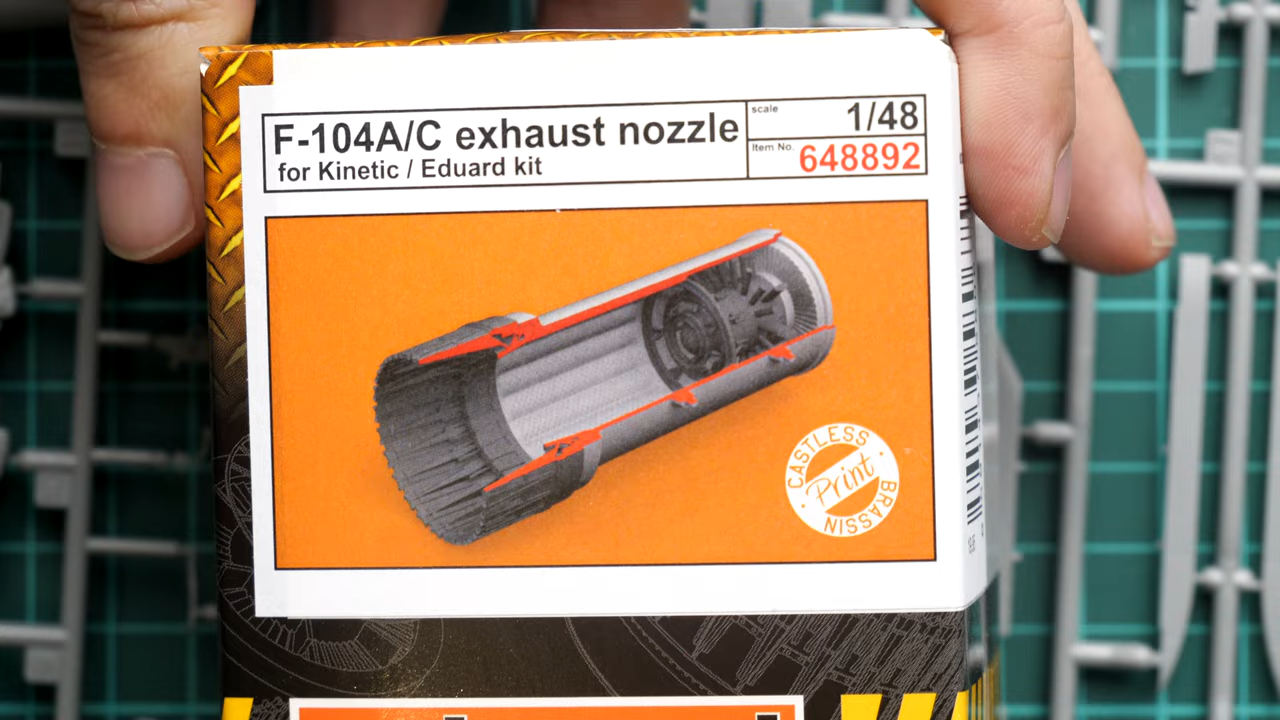 F-104A/C exhaust nozzle
for Kinetic / Eduard kit
scale
1/48
Item No.
648892
CASTLESS
Print
BRASSIN